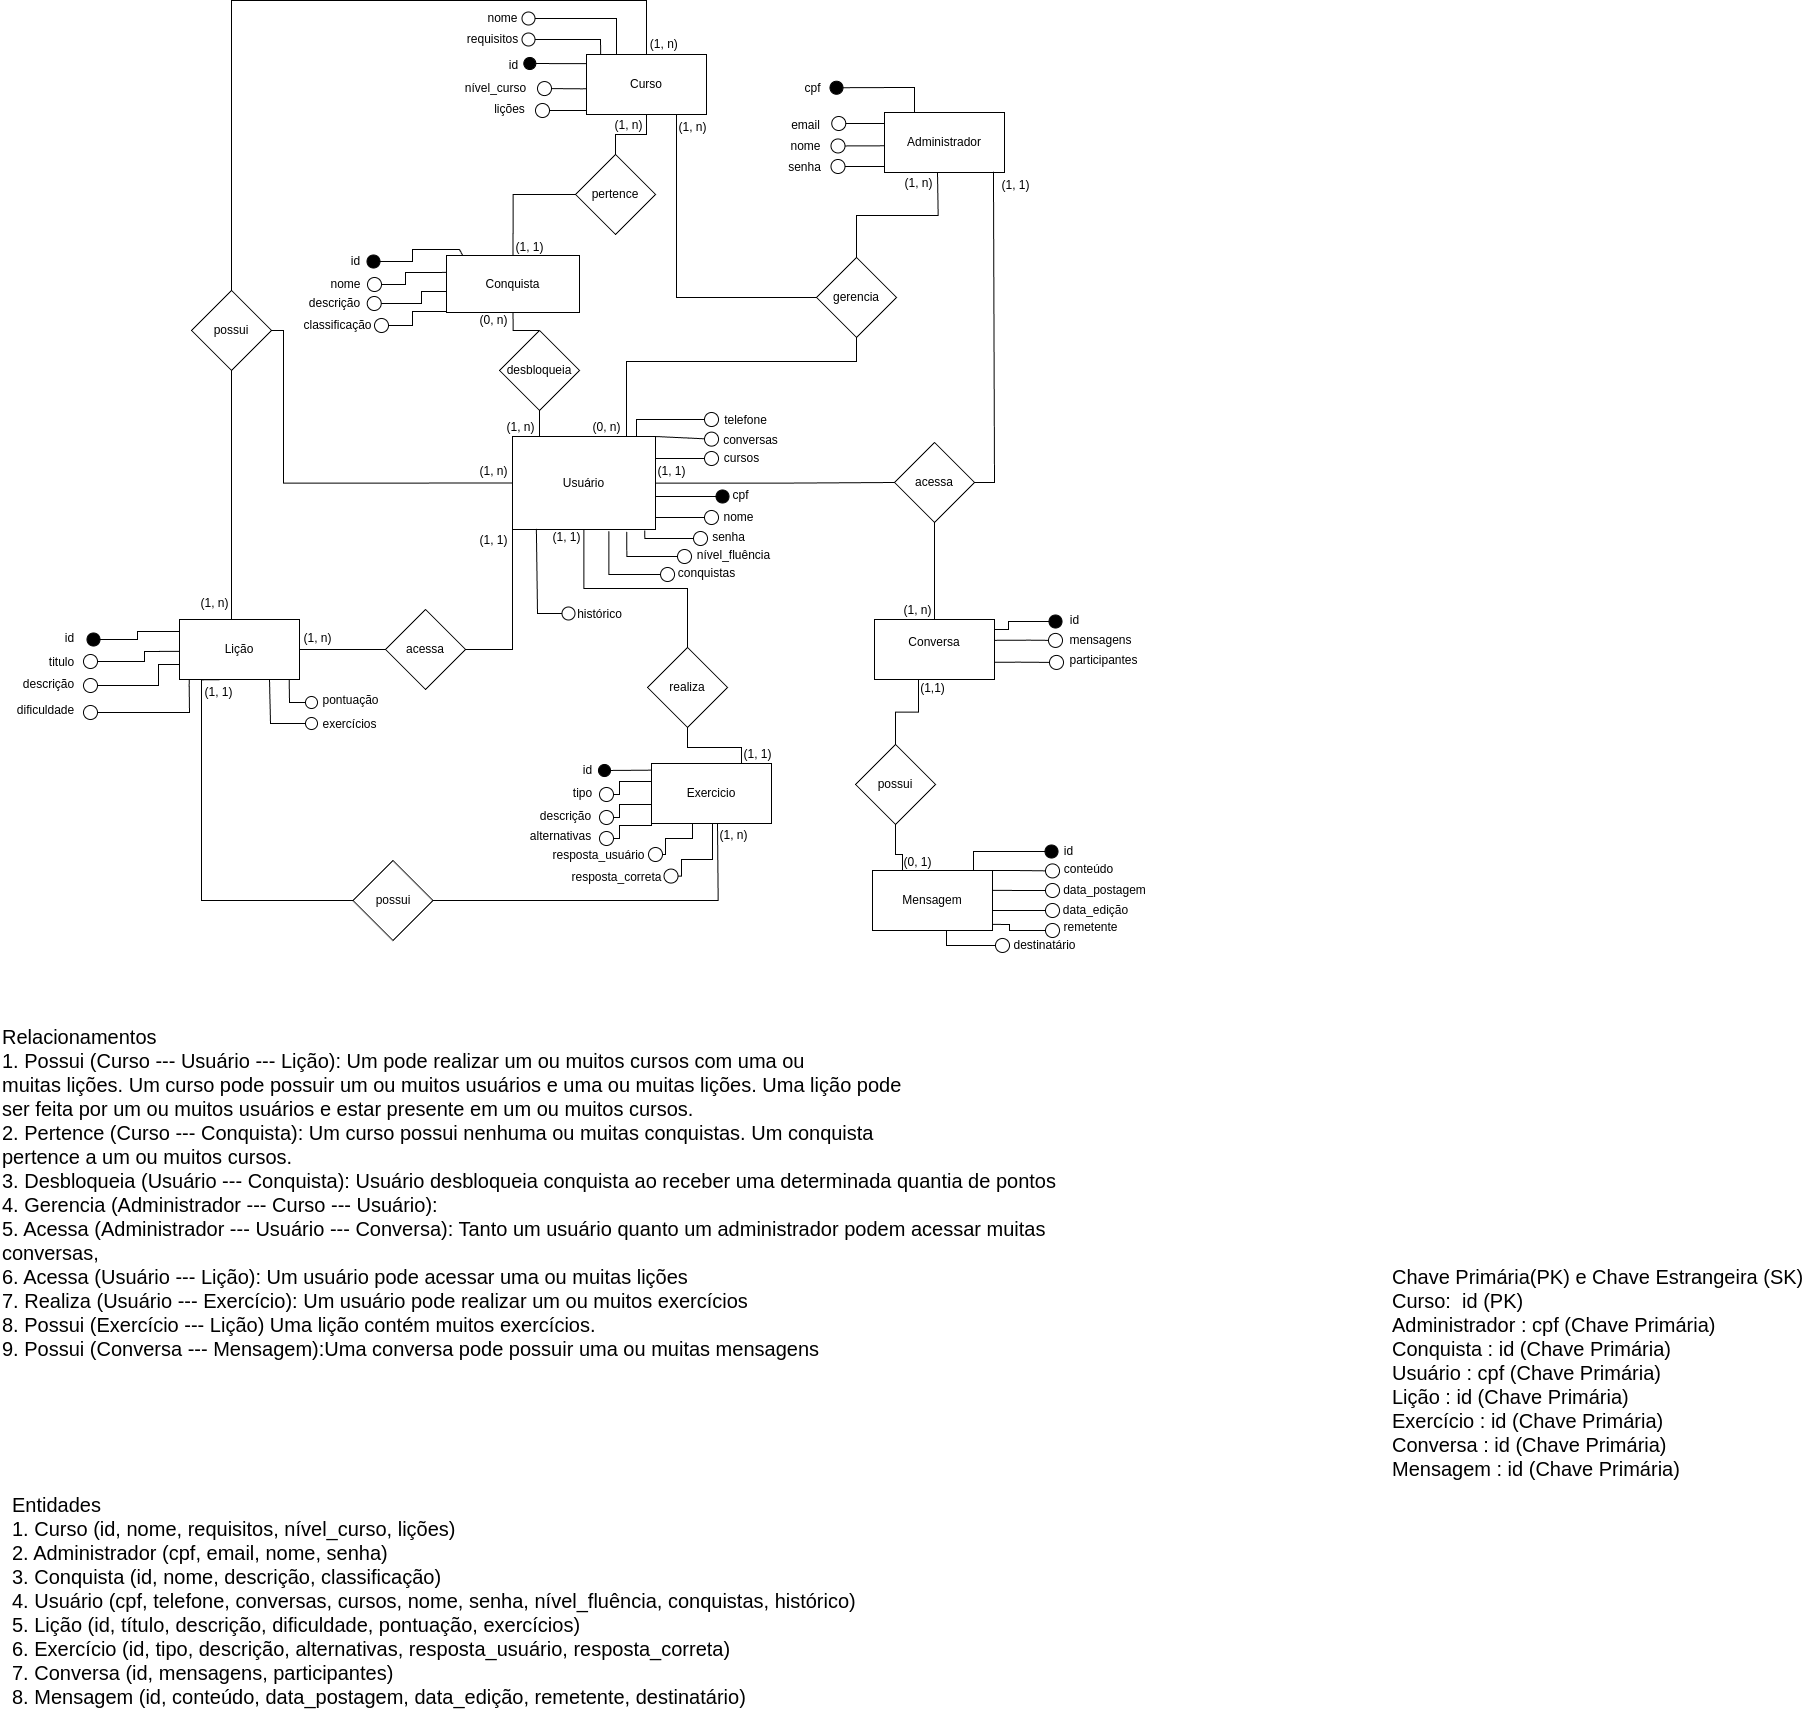 nome
(1, n)
requisitos
id
Curso
nível_curso
cpf
lições
(1, n)
(1, n)
email
nome
Administrador
senha
(1, n)
(1, 1)
pertence
(1, 1)
id
nome
Conquista
descrição
gerencia
classificação
(0, n)
possui
desbloqueia
telefone
(1, n)
(0, n)
conversas
cursos
(1, n)
(1, 1)
Usuário
acessa
cpf
nome
(1, 1)
(1, 1)
senha
nível_fluência
conquistas
(1, n)
histórico
(1, n)
id
id
(1, n)
mensagens
titulo
Lição
acessa
Conversa
participantes
descrição
(1, 1)
realiza
(1,1)
dificuldade
pontuação
exercícios
(1, 1)
id
tipo
Exercicio
possui
descrição
alternativas
(1, n)
resposta_usuário
id
(0, 1)
resposta_correta
conteúdo
data_postagem
possui
Mensagem
data_edição
remetente
destinatário
Relacionamentos
1. Possui (Curso --- Usuário --- Lição): Um pode realizar um ou muitos cursos com uma ou
muitas lições. Um curso pode possuir um ou muitos usuários e uma ou muitas lições. Uma lição pode
ser feita por um ou muitos usuários e estar presente em um ou muitos cursos.
2. Pertence (Curso --- Conquista): Um curso possui nenhuma ou muitas conquistas. Um conquista
pertence a um ou muitos cursos.
3. Desbloqueia (Usuário --- Conquista): Usuário desbloqueia conquista ao receber uma determinada quantia de pontos
4. Gerencia (Administrador --- Curso --- Usuário):
5. Acessa (Administrador --- Usuário --- Conversa): Tanto um usuário quanto um administrador podem acessar muitas
conversas,
6. Acessa (Usuário --- Lição): Um usuário pode acessar uma ou muitas lições
7. Realiza (Usuário --- Exercício): Um usuário pode realizar um ou muitos exercícios
8. Possui (Exercício --- Lição) Uma lição contém muitos exercícios.
9. Possui (Conversa --- Mensagem):Uma conversa pode possuir uma ou muitas mensagens
Chave Primária(PK) e Chave Estrangeira (SK)
Curso:  id (PK)
Administrador : cpf (Chave Primária)
Conquista : id (Chave Primária)
Usuário : cpf (Chave Primária)
Lição : id (Chave Primária)
Exercício : id (Chave Primária)
Conversa : id (Chave Primária)
Mensagem : id (Chave Primária)
Entidades
1. Curso (id, nome, requisitos, nível_curso, lições)
2. Administrador (cpf, email, nome, senha)
3. Conquista (id, nome, descrição, classificação)
4. Usuário (cpf, telefone, conversas, cursos, nome, senha, nível_fluência, conquistas, histórico)
5. Lição (id, título, descrição, dificuldade, pontuação, exercícios)
6. Exercício (id, tipo, descrição, alternativas, resposta_usuário, resposta_correta)
7. Conversa (id, mensagens, participantes)
8. Mensagem (id, conteúdo, data_postagem, data_edição, remetente, destinatário)